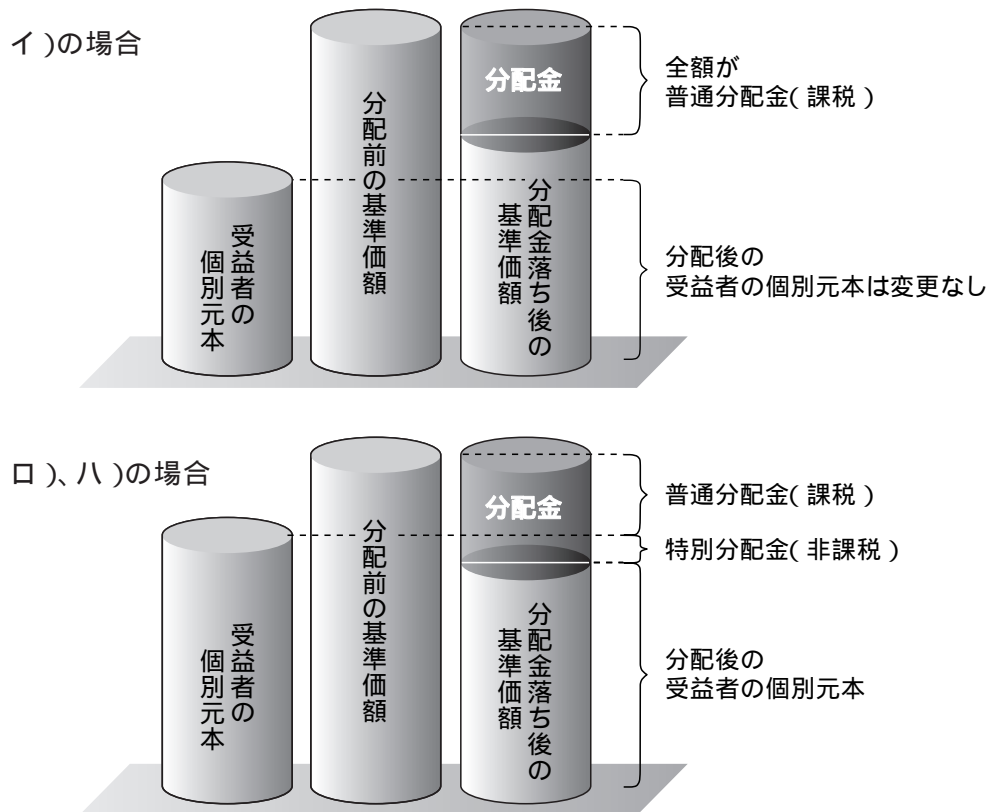 イ)の場合
受益者の
個別元本
分配前の基準価額
分配金
分配金落ち後の
基準価額
全額が
普通分配金(課税)
分配後の
受益者の個別元本は変更なし
ロ)、ハ)の場合
受益者の
個別元本
分配前の基準価額
分配金
分配金落ち後の
基準価額
普通分配金(課税)
特別分配金(非課税)
分配後の
受益者の個別元本